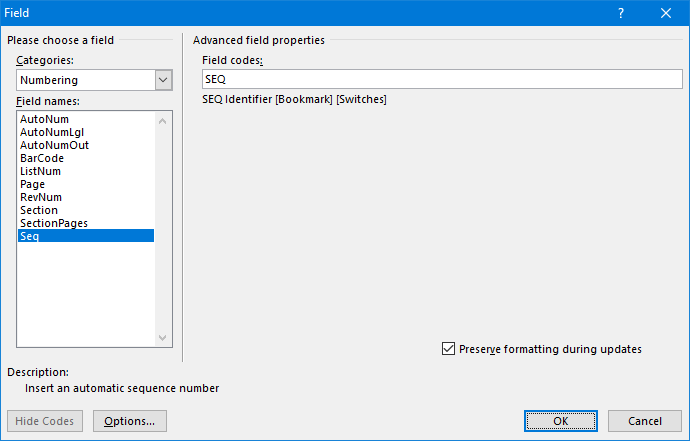 Field
?
Please choose a field
Categories:
Numbering
Field names:
AutoNum
AutoNumLgl
AutoNumOut
BarCode
ListNum
Page
RevNum
Section
SectionPages
Seq
Advanced field properties
Field codes:
SEQ
SEQ Identifier [Bookmark] [Switches]
Preserve formatting during updates
Description:
Insert an automatic sequence number
Hide Codes
Options...
OK
Cancel